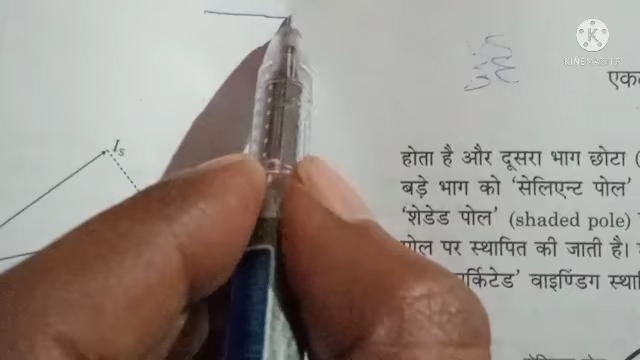 KINEMASTER
एक
I_s
होता है और दूसरा भाग छोटा (
बड़े भाग को 'सेलिएन्ट पोल'
'शेडेड पोल' (shaded pole)
पोल पर स्थापित की जाती है।
वाइण्डिंग